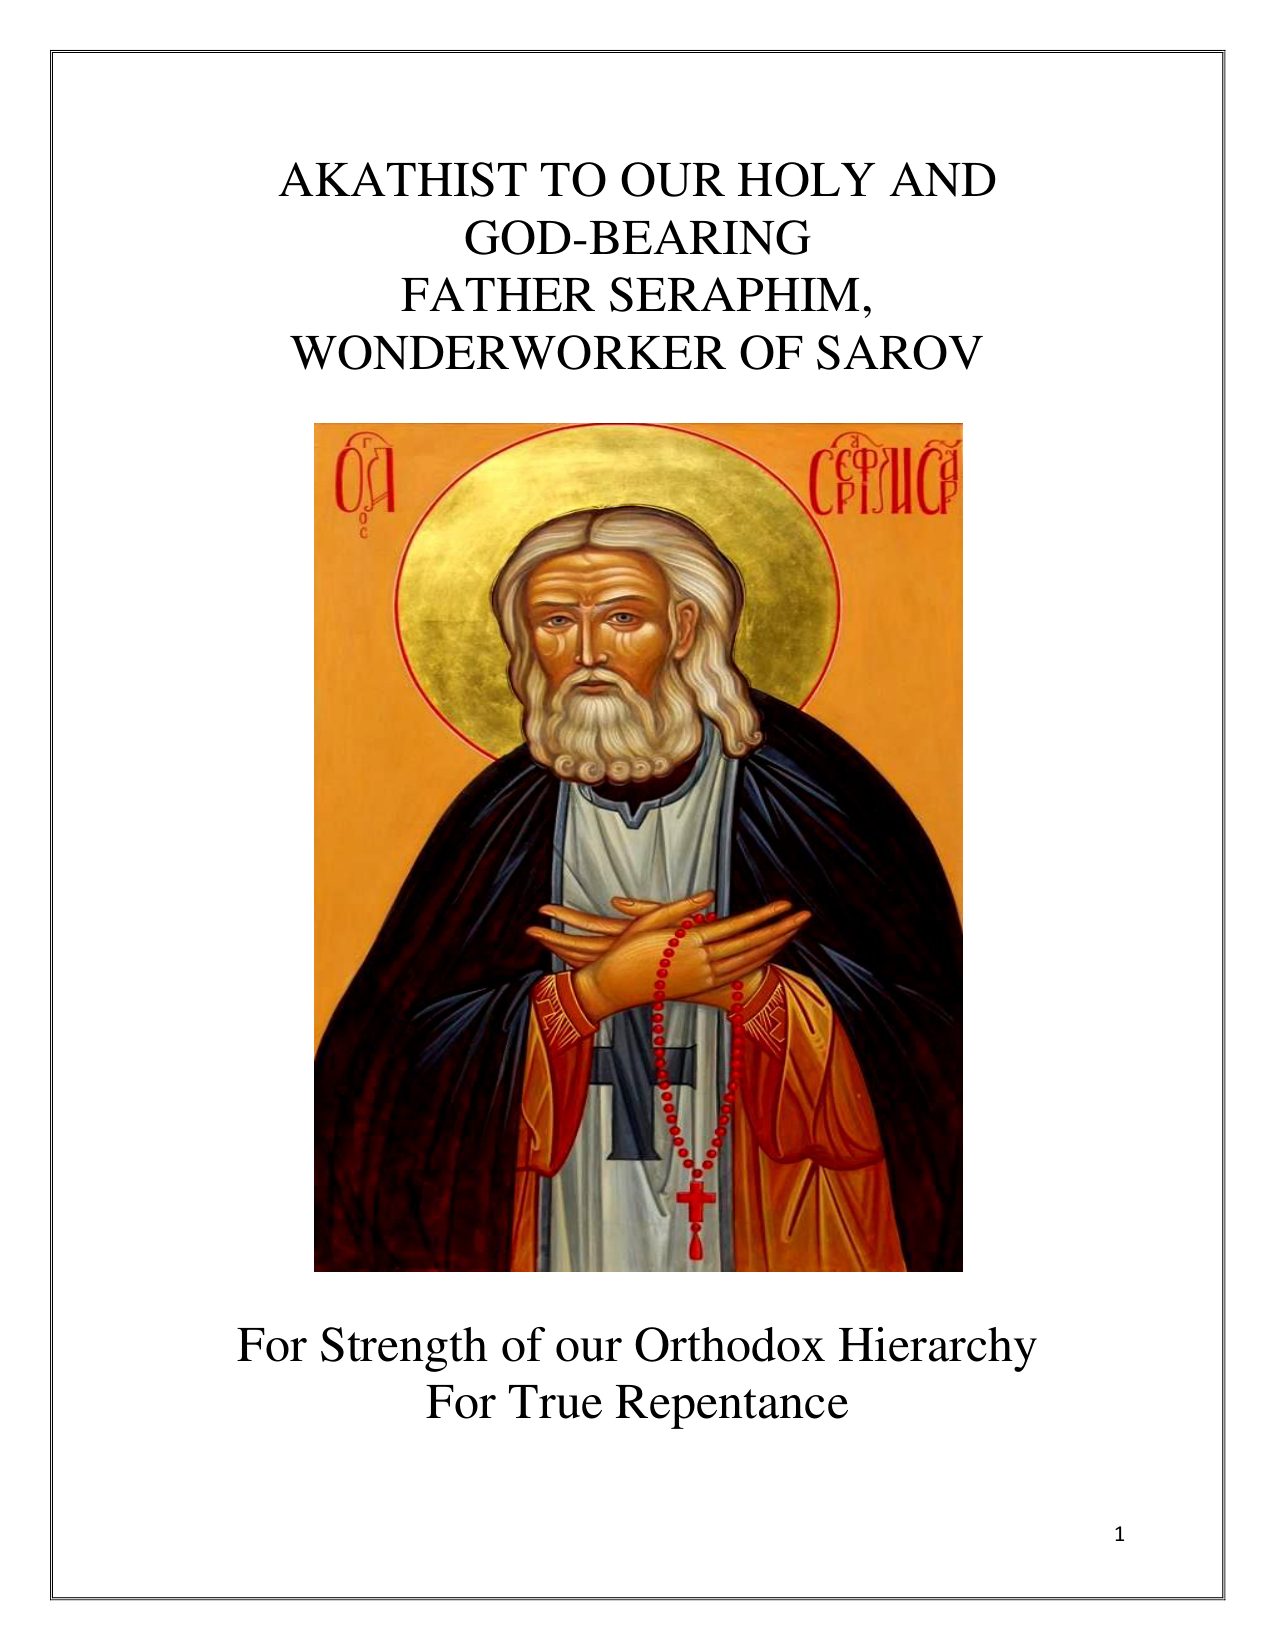 AKATHIST TO OUR HOLY AND
GOD-BEARING
FATHER SERAPHIM,
WONDERWORKER OF SAROV
For Strength of our Orthodox Hierarchy
For True Repentance
1